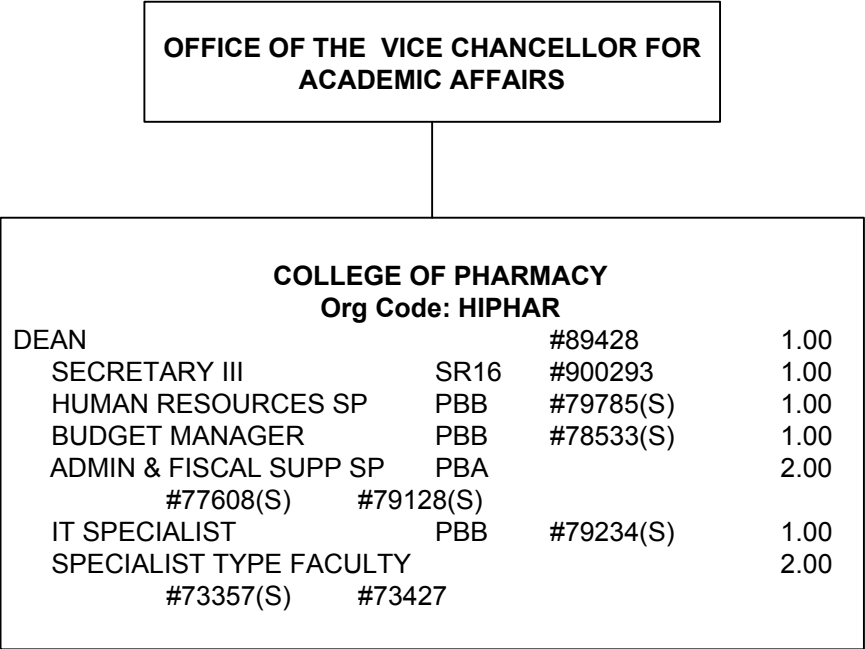 OFFICE OF THE VICE CHANCELLOR FOR
ACADEMIC AFFAIRS
COLLEGE OF PHARMACY
Org Code: HIPHAR
DEAN #89428 1.00
SECRETARY III SR16 #900293 1.00
HUMAN RESOURCES SP PBB #79785(S) 1.00
BUDGET MANAGER PBB #78533(S) 1.00
ADMIN & FISCAL SUPP SP PBA 2.00
#77608(S) #79128(S)
IT SPECIALIST PBB #79234(S) 1.00
SPECIALIST TYPE FACULTY 2.00
#73357(S) #73427